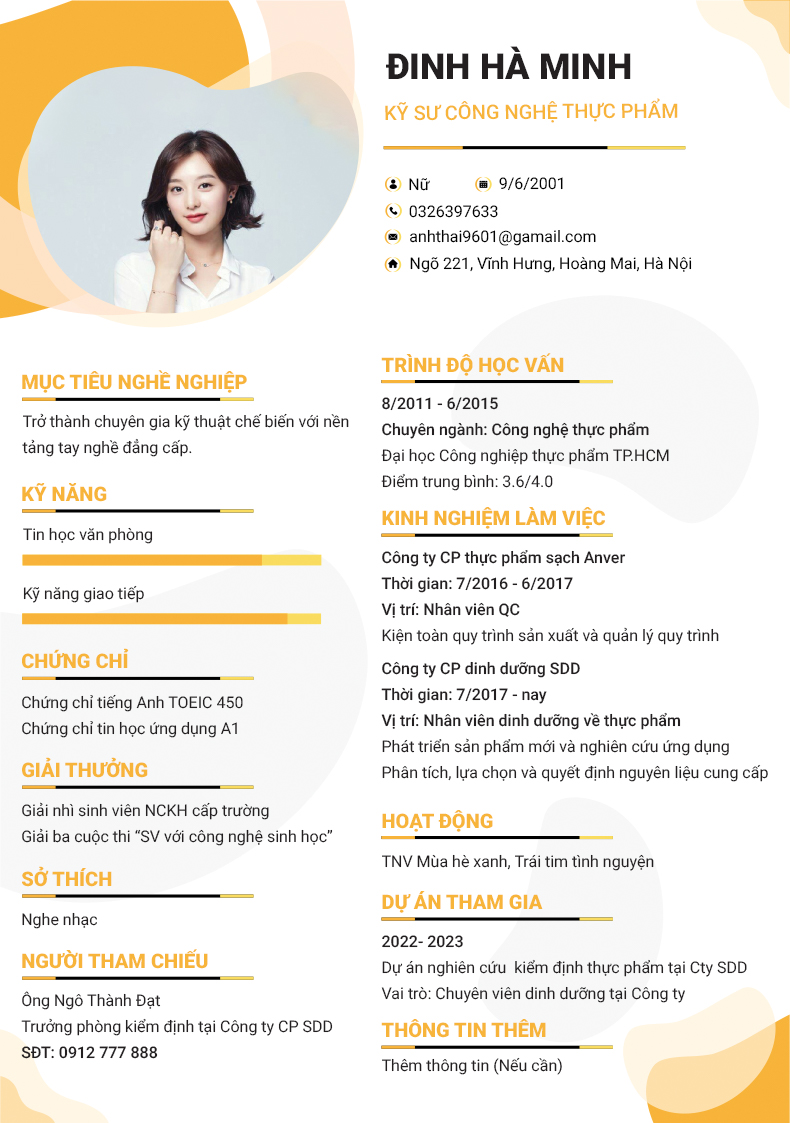 ĐINH HÀ MINH
KỸ SƯ CÔNG NGHỆ THỰC PHẨM
Nữ
9/6/2001
0326397633
anhthai9601@gamail.com
Ngõ 221, Vĩnh Hưng, Hoàng Mai, Hà Nội
MỤC TIÊU NGHỀ NGHIỆP
Trở thành chuyên gia kỹ thuật chế biến với nền
tảng tay nghề đẳng cấp.
KỸ NĂNG
Tin học văn phòng
Kỹ năng giao tiếp
CHỨNG CHỈ
Chứng chỉ tiếng Anh TOEIC 450
Chứng chỉ tin học ứng dụng A1
GIẢI THƯỞNG
Giải nhì sinh viên NCKH cấp trường
Giải ba cuộc thi “SV với công nghệ sinh học”
SỞ THÍCH
Nghe nhạc
NGƯỜI THAM CHIẾU
Ông Ngô Thành Đạt
Trưởng phòng kiểm định tại Công ty CP SDD
SĐT: 0912 777 888
TRÌNH ĐỘ HỌC VẤN
8/2011 - 6/2015
Chuyên ngành: Công nghệ thực phẩm
Đại học Công nghiệp thực phẩm TP.HCM
Điểm trung bình: 3.6/4.0
KINH NGHIỆM LÀM VIỆC
Công ty CP thực phẩm sạch Anver
Thời gian: 7/2016 - 6/2017
Vị trí: Nhân viên QC
Kiện toàn quy trình sản xuất và quản lý quy trình
Công ty CP dinh dưỡng SDD
Thời gian: 7/2017 - nay
Vị trí: Nhân viên dinh dưỡng về thực phẩm
Phát triển sản phẩm mới và nghiên cứu ứng dụng
Phân tích, lựa chọn và quyết định nguyên liệu cung cấp
HOẠT ĐỘNG
TNV Mùa hè xanh, Trái tim tình nguyện
DỰ ÁN THAM GIA
2022- 2023
Dự án nghiên cứu  kiểm định thực phẩm tại Cty SDD
Vai trò: Chuyên viên dinh dưỡng tại Công ty
THÔNG TIN THÊM
Thêm thông tin (Nếu cần)